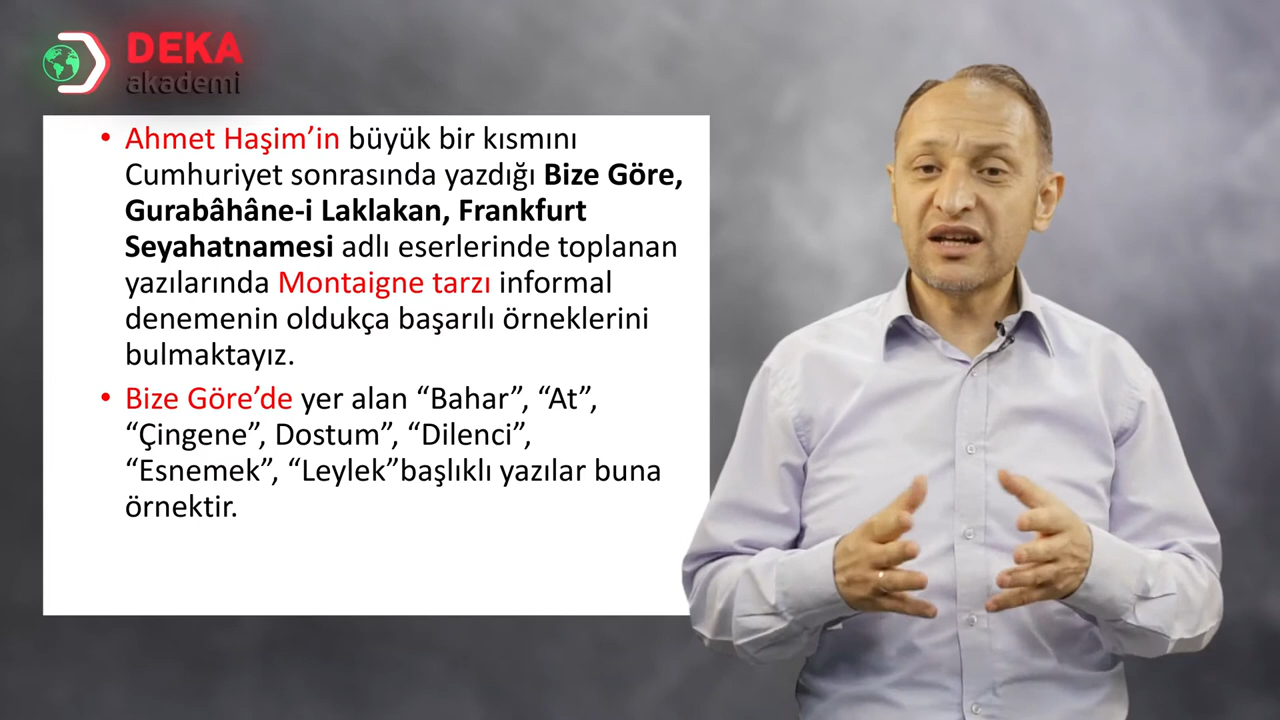 DEKA
akademi
• Ahmet Haşim’in büyük bir kısmını
Cumhuriyet sonrasında yazdığı Bize Göre,
Gurabâhâne-i Laklakan, Frankfurt
Seyahatnamesi adlı eserlerinde toplanan
yazılarında Montaigne tarzı informal
denemenin oldukça başarılı örneklerini
bulmaktayız.
• Bize Göre’de yer alan “Bahar”, “At”,
“Çingene”, Dostum”, “Dilenci”,
“Esnemek”, “Leylek”başlıklı yazılar buna
örnektir.